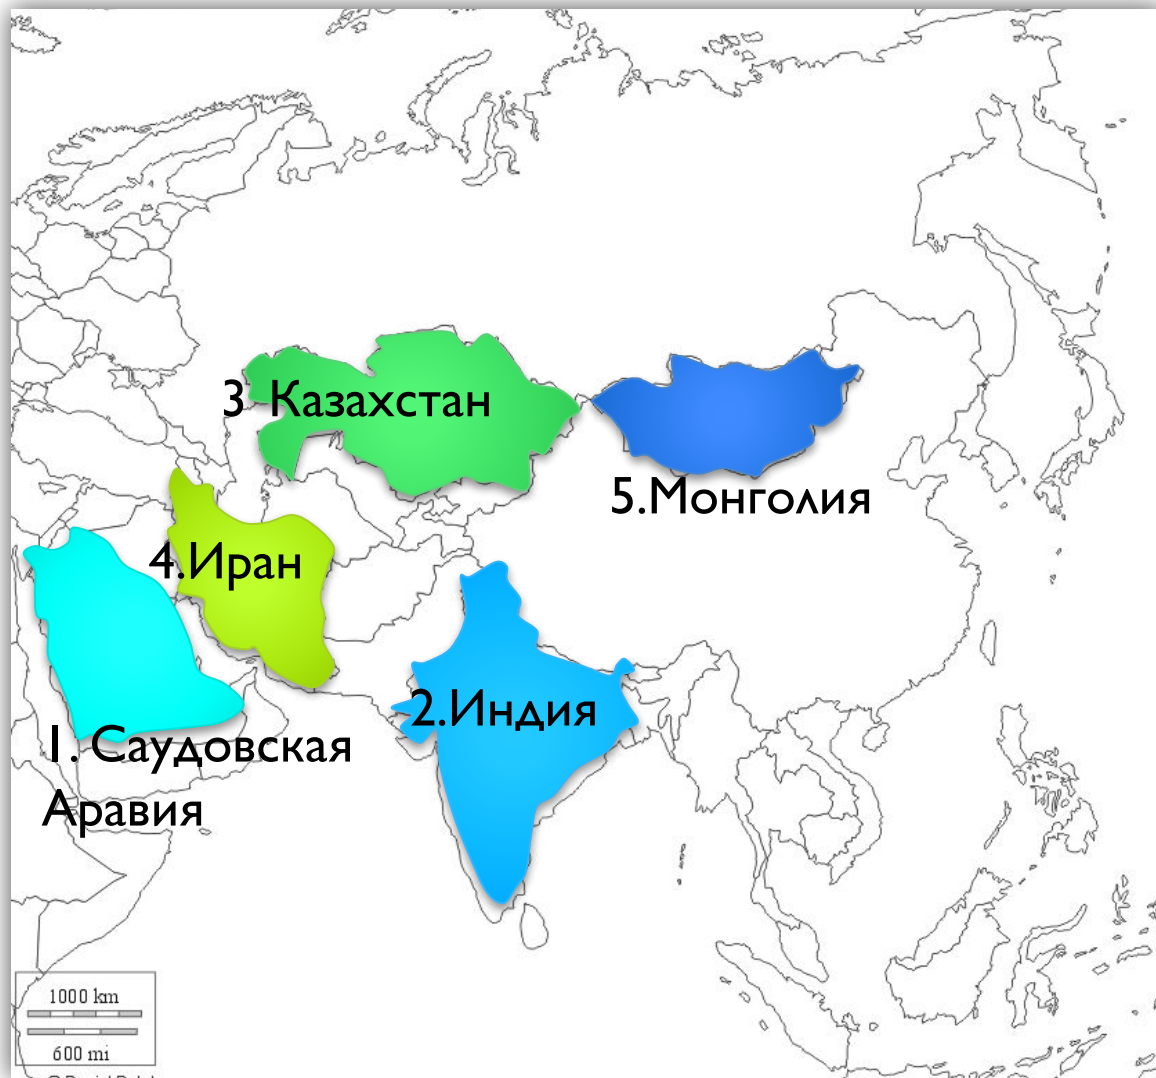 3 Казахстан
5.Монголия
4.Иран
2.Индия
1. Саудовская
Аравия
1000 km
600 mi